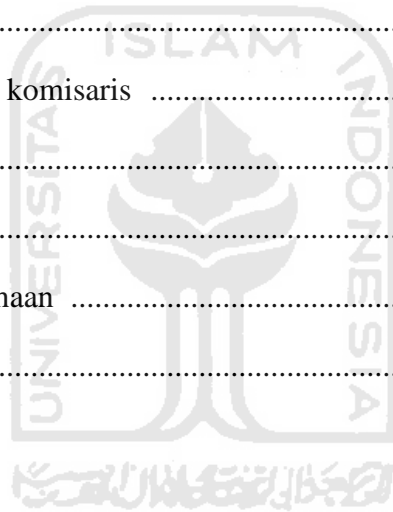 ..........................................................
ISLAM
komisaris ........................................
..........................................................
..........................................................
naan .....................................................
..........................................................
UNIVERSITAS
INDONESIA